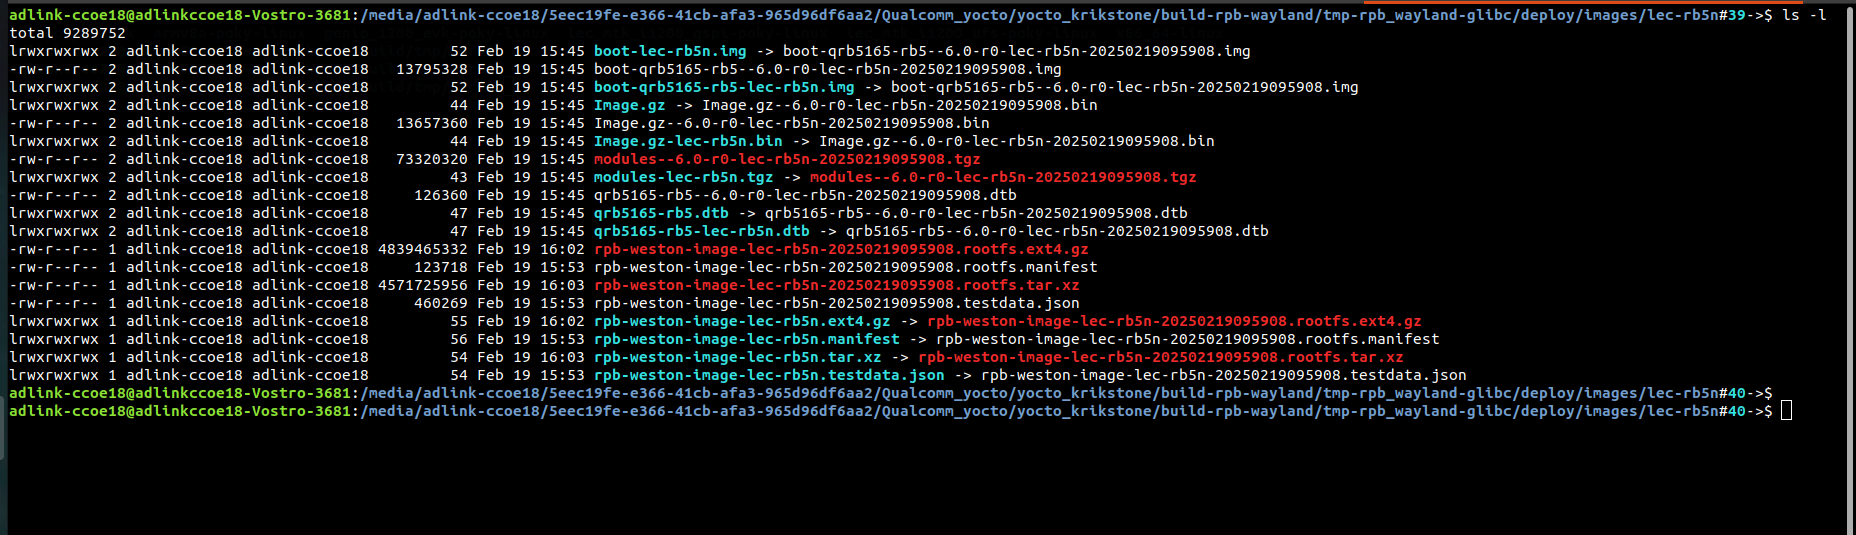 adlink-ccoe18@adlinkccoe18-Vostro-3681:/media/adlink-ccoe18/5eec19fe-e366-41cb-afa3-965d96df6aa2/Qualcomm_yocto/yocto_krikstone/build-rpb-wayland/tmp-rpb_wayland-glibc/deploy/images/lec-rb5n#39->$ ls -l
total 9289752
lrwxrwxrwx 2 adlink-ccoe18 adlink-ccoe18         52 Feb 19 15:45 boot-lec-rb5n.img -> boot-qrb5165-rb5--6.0-r0-lec-rb5n-20250219095908.img
-rw-r--r-- 2 adlink-ccoe18 adlink-ccoe18   13795328 Feb 19 15:45 boot-qrb5165-rb5--6.0-r0-lec-rb5n-20250219095908.img
lrwxrwxrwx 2 adlink-ccoe18 adlink-ccoe18         52 Feb 19 15:45 boot-qrb5165-rb5-lec-rb5n.img -> boot-qrb5165-rb5--6.0-r0-lec-rb5n-20250219095908.img
lrwxrwxrwx 2 adlink-ccoe18 adlink-ccoe18         44 Feb 19 15:45 Image.gz -> Image.gz--6.0-r0-lec-rb5n-20250219095908.bin
-rw-r--r-- 2 adlink-ccoe18 adlink-ccoe18   13657360 Feb 19 15:45 Image.gz--6.0-r0-lec-rb5n-20250219095908.bin
lrwxrwxrwx 2 adlink-ccoe18 adlink-ccoe18         44 Feb 19 15:45 Image.gz-lec-rb5n.bin -> Image.gz--6.0-r0-lec-rb5n-20250219095908.bin
-rw-r--r-- 2 adlink-ccoe18 adlink-ccoe18   73320320 Feb 19 15:45 modules--6.0-r0-lec-rb5n-20250219095908.tgz
lrwxrwxrwx 2 adlink-ccoe18 adlink-ccoe18         43 Feb 19 15:45 modules-lec-rb5n.tgz -> modules--6.0-r0-lec-rb5n-20250219095908.tgz
-rw-r--r-- 2 adlink-ccoe18 adlink-ccoe18     126360 Feb 19 15:45 qrb5165-rb5--6.0-r0-lec-rb5n-20250219095908.dtb
lrwxrwxrwx 2 adlink-ccoe18 adlink-ccoe18         47 Feb 19 15:45 qrb5165-rb5.dtb -> qrb5165-rb5--6.0-r0-lec-rb5n-20250219095908.dtb
lrwxrwxrwx 2 adlink-ccoe18 adlink-ccoe18         47 Feb 19 15:45 qrb5165-rb5-lec-rb5n.dtb -> qrb5165-rb5--6.0-r0-lec-rb5n-20250219095908.dtb
-rw-r--r-- 1 adlink-ccoe18 adlink-ccoe18 4839465332 Feb 19 16:02 rpb-weston-image-lec-rb5n-20250219095908.rootfs.ext4.gz
-rw-r--r-- 1 adlink-ccoe18 adlink-ccoe18     123718 Feb 19 15:53 rpb-weston-image-lec-rb5n-20250219095908.rootfs.manifest
-rw-r--r-- 1 adlink-ccoe18 adlink-ccoe18 4571725956 Feb 19 16:03 rpb-weston-image-lec-rb5n-20250219095908.rootfs.tar.xz
-rw-r--r-- 1 adlink-ccoe18 adlink-ccoe18     460269 Feb 19 15:53 rpb-weston-image-lec-rb5n-20250219095908.testdata.json
lrwxrwxrwx 1 adlink-ccoe18 adlink-ccoe18         55 Feb 19 16:02 rpb-weston-image-lec-rb5n.ext4.gz -> rpb-weston-image-lec-rb5n-20250219095908.rootfs.ext4.gz
lrwxrwxrwx 1 adlink-ccoe18 adlink-ccoe18         56 Feb 19 15:53 rpb-weston-image-lec-rb5n.manifest -> rpb-weston-image-lec-rb5n-20250219095908.rootfs.manifest
lrwxrwxrwx 1 adlink-ccoe18 adlink-ccoe18         54 Feb 19 16:03 rpb-weston-image-lec-rb5n.tar.xz -> rpb-weston-image-lec-rb5n-20250219095908.rootfs.tar.xz
lrwxrwxrwx 1 adlink-ccoe18 adlink-ccoe18         54 Feb 19 15:53 rpb-weston-image-lec-rb5n.testdata.json -> rpb-weston-image-lec-rb5n-20250219095908.testdata.json
adlink-ccoe18@adlinkccoe18-Vostro-3681:/media/adlink-ccoe18/5eec19fe-e366-41cb-afa3-965d96df6aa2/Qualcomm_yocto/yocto_krikstone/build-rpb-wayland/tmp-rpb_wayland-glibc/deploy/images/lec-rb5n#40->$
adlink-ccoe18@adlinkccoe18-Vostro-3681:/media/adlink-ccoe18/5eec19fe-e366-41cb-afa3-965d96df6aa2/Qualcomm_yocto/yocto_krikstone/build-rpb-wayland/tmp-rpb_wayland-glibc/deploy/images/lec-rb5n#40->$